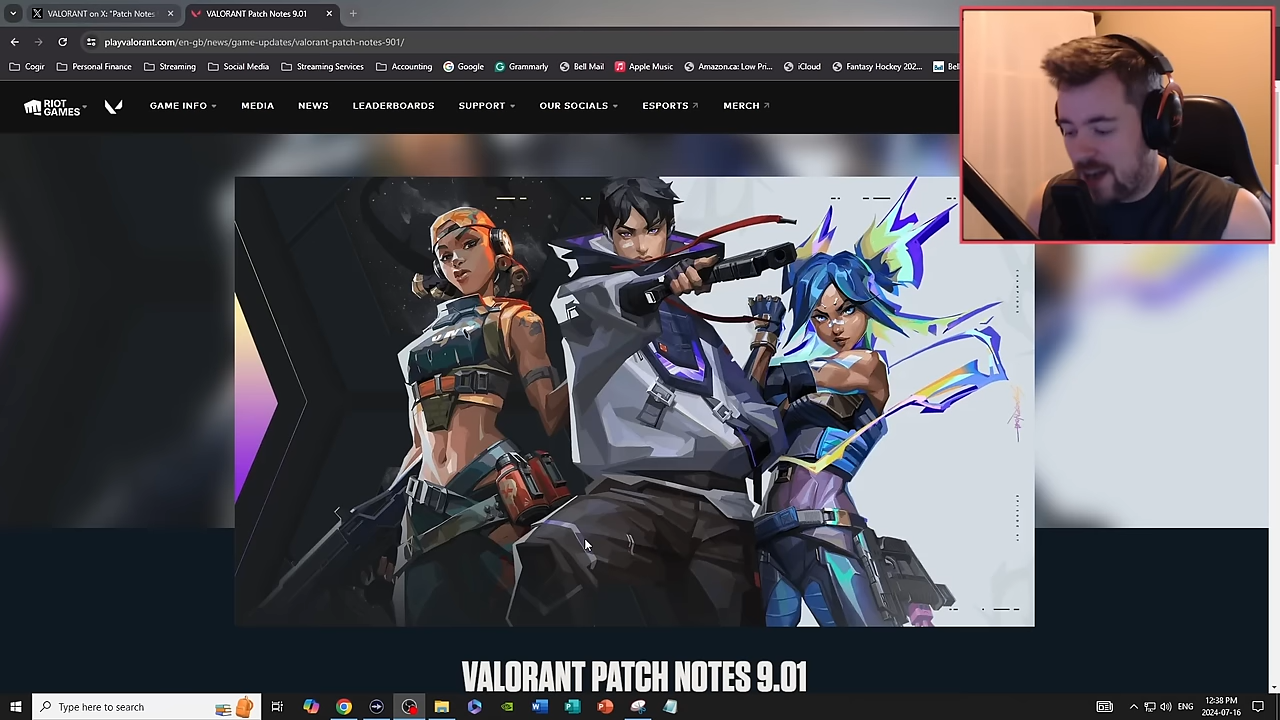 VALORANT on X: "Patch Notes
VALORANT Patch Notes 9.01
playvalorant.com/en-gb/news/game-updates/valorant-patch-notes-901/
Cogir
Personal Finance
Streaming
Social Media
Streaming Services
Accounting
Google
Grammarly
Bell Mail
Apple Music
Amazon.ca: Low Pri...
iCloud
Fantasy Hockey 202...
Bell
RIOT
GAMES
GAME INFO
MEDIA
NEWS
LEADERBOARDS
SUPPORT
OUR SOCIALS
ESPORTS
MERCH
VALORANT PATCH NOTES 9.01
Type here to search
ENG
12:38 PM
2024-07-16